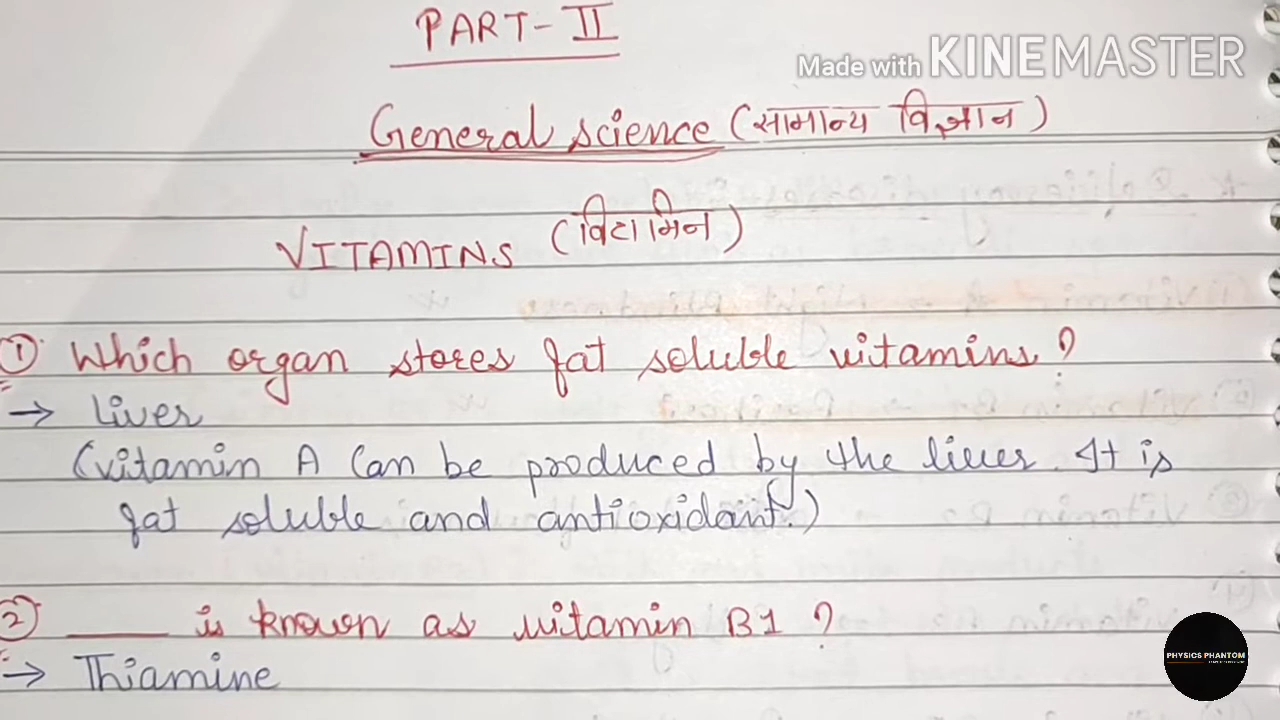 PART-II
Made with KINEMASTER
General science (सामान्य विज्ञान)
VITAMINS (विटामिन)
① Which organ stores fat soluble vitamins?
→ Liver
(vitamin A Can be produced by the liver. It is
fat soluble and antioxidant.)
② ____ is known as vitamin B1 ?
→ Thiamine
PHYSICS PHANTOM